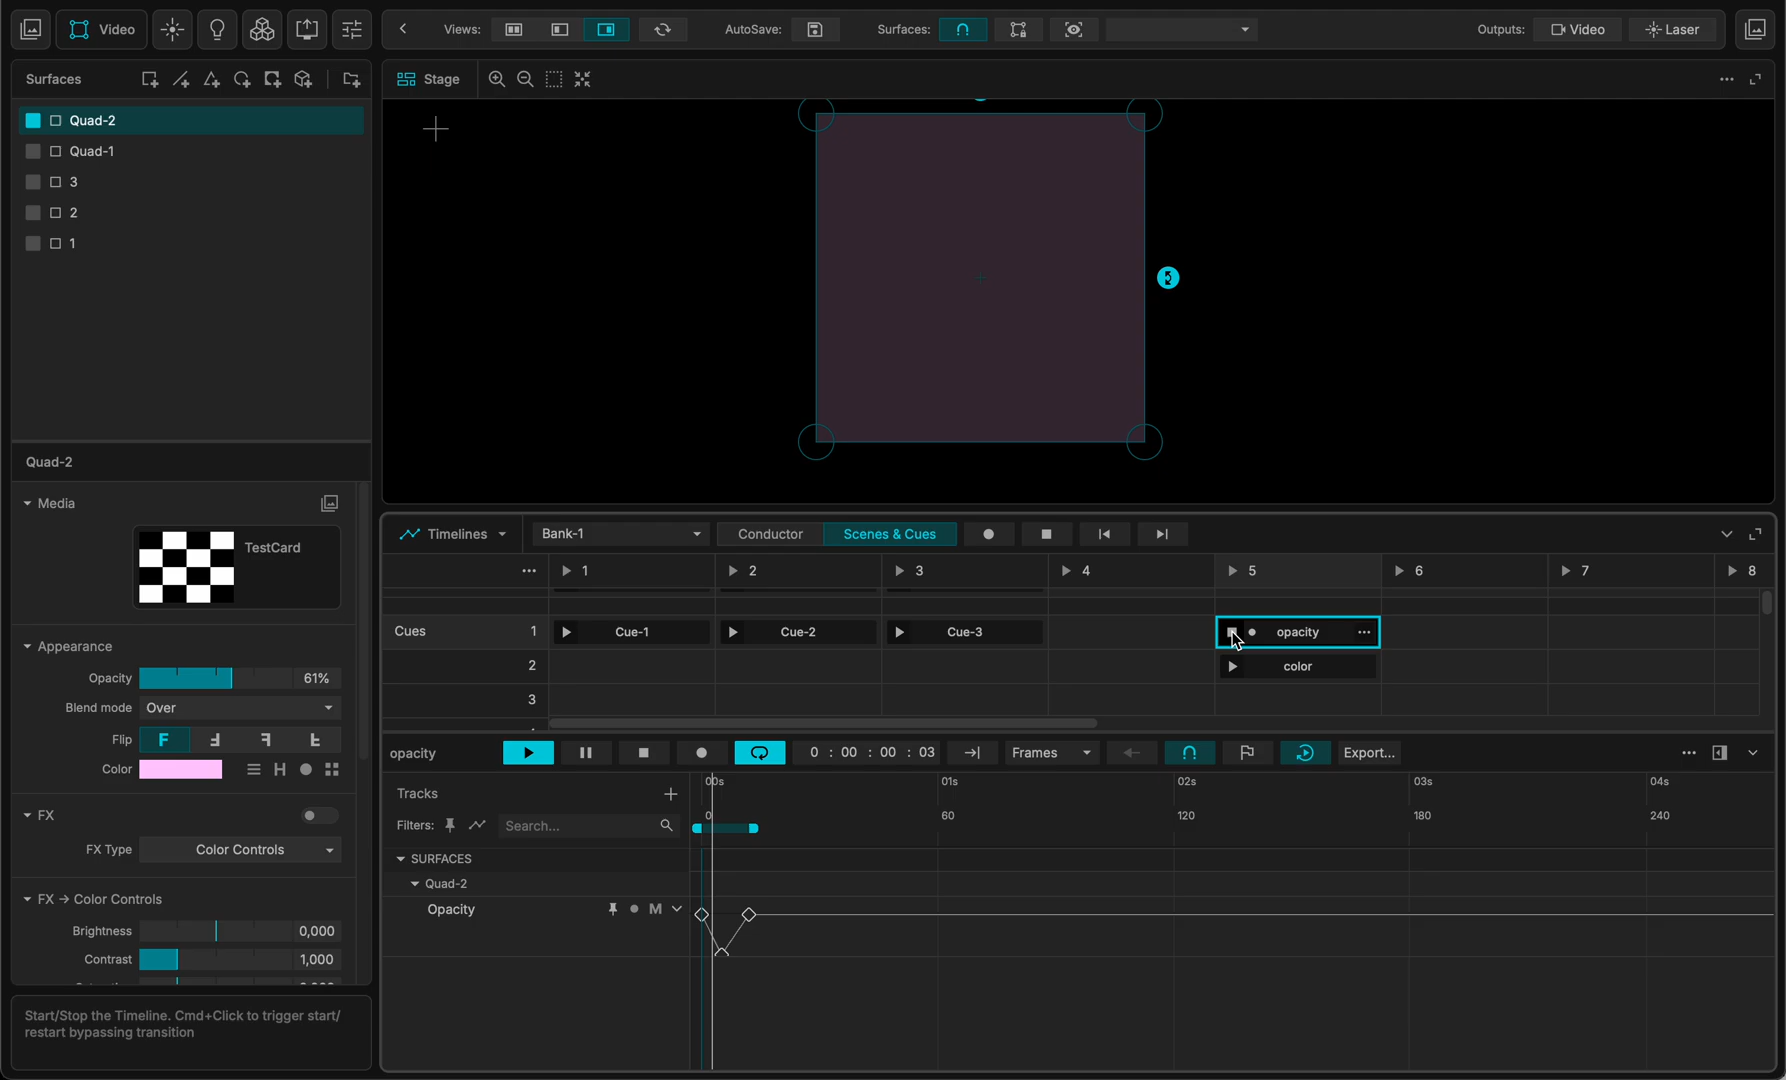 Video
Views:
AutoSave:
Surfaces:
Outputs:
Video
Laser
Surfaces
Stage
Quad-2
Quad-1
3
2
1
Quad-2
Media
TestCard
Appearance
Opacity 61%
Blend mode Over
Flip F
Color
FX
FX Type Color Controls
FX → Color Controls
Brightness 0,000
Contrast 1,000
Start/Stop the Timeline. Cmd+Click to trigger start/
restart bypassing transition
Timelines Bank-1 Conductor Scenes & Cues
1 2 3 4 5 6 7 8
Cues 1 Cue-1 Cue-2 Cue-3 opacity
2 color
3
opacity 0 : 00 : 00 : 03 Frames Export...
Tracks 00s 01s 02s 03s 04s
Filters: Search... 0 60 120 180 240
SURFACES
Quad-2
Opacity M